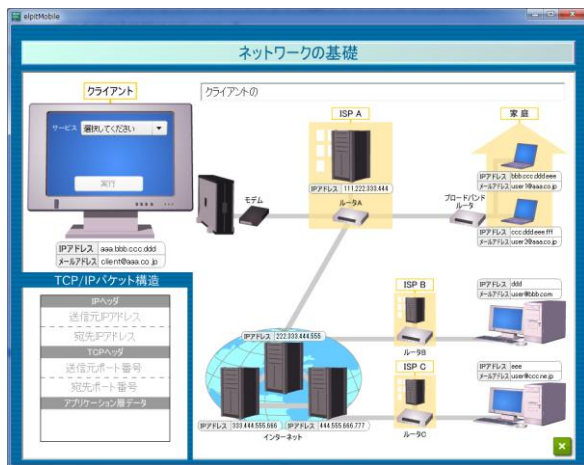 elpitMobile
ネットワークの基礎
クライアント
サービス 選択してください
実行
IPアドレス aaa.bbb.ccc.ddd
メールアドレス client@aaa.co.jp
クライアントの
ISP A
IPアドレス 111.222.333.444
モデム
ルータA
ブロードバンド
ルータ
家庭
IPアドレス bbb.ccc.ddd.eee
メールアドレス user1@aaa.co.jp
IPアドレス ccc.ddd.eee.fff
メールアドレス user2@aaa.co.jp
TCP/IPパケット構造
IPヘッダ
送信元IPアドレス
宛先IPアドレス
TCPヘッダ
送信元ポート番号
宛先ポート番号
アプリケーション層データ
ISP B
ルータB
IPアドレス ddd
メールアドレス user@bbb.com
IPアドレス 222.333.444.555
IPアドレス 333.444.555.666
IPアドレス 444.555.666.777
インターネット
ISP C
ルータC
IPアドレス eee
メールアドレス user@ccc.ne.jp